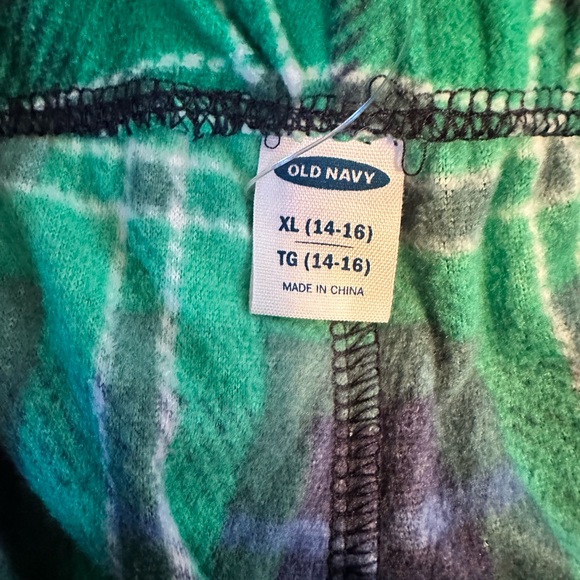 OLD NAVY
XL (14-16)
TG (14-16)
MADE IN CHINA